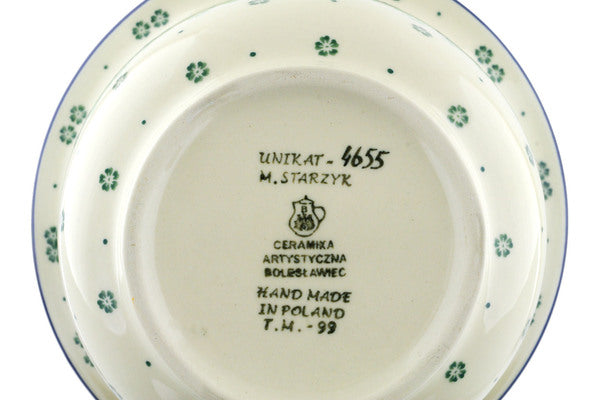 UNIKAT - 4655
M. STARZYK
B
CERAMIKA
ARTYSTYCZNA
BOLESŁAWIEC
HAND MADE
IN POLAND
T.M. - 99